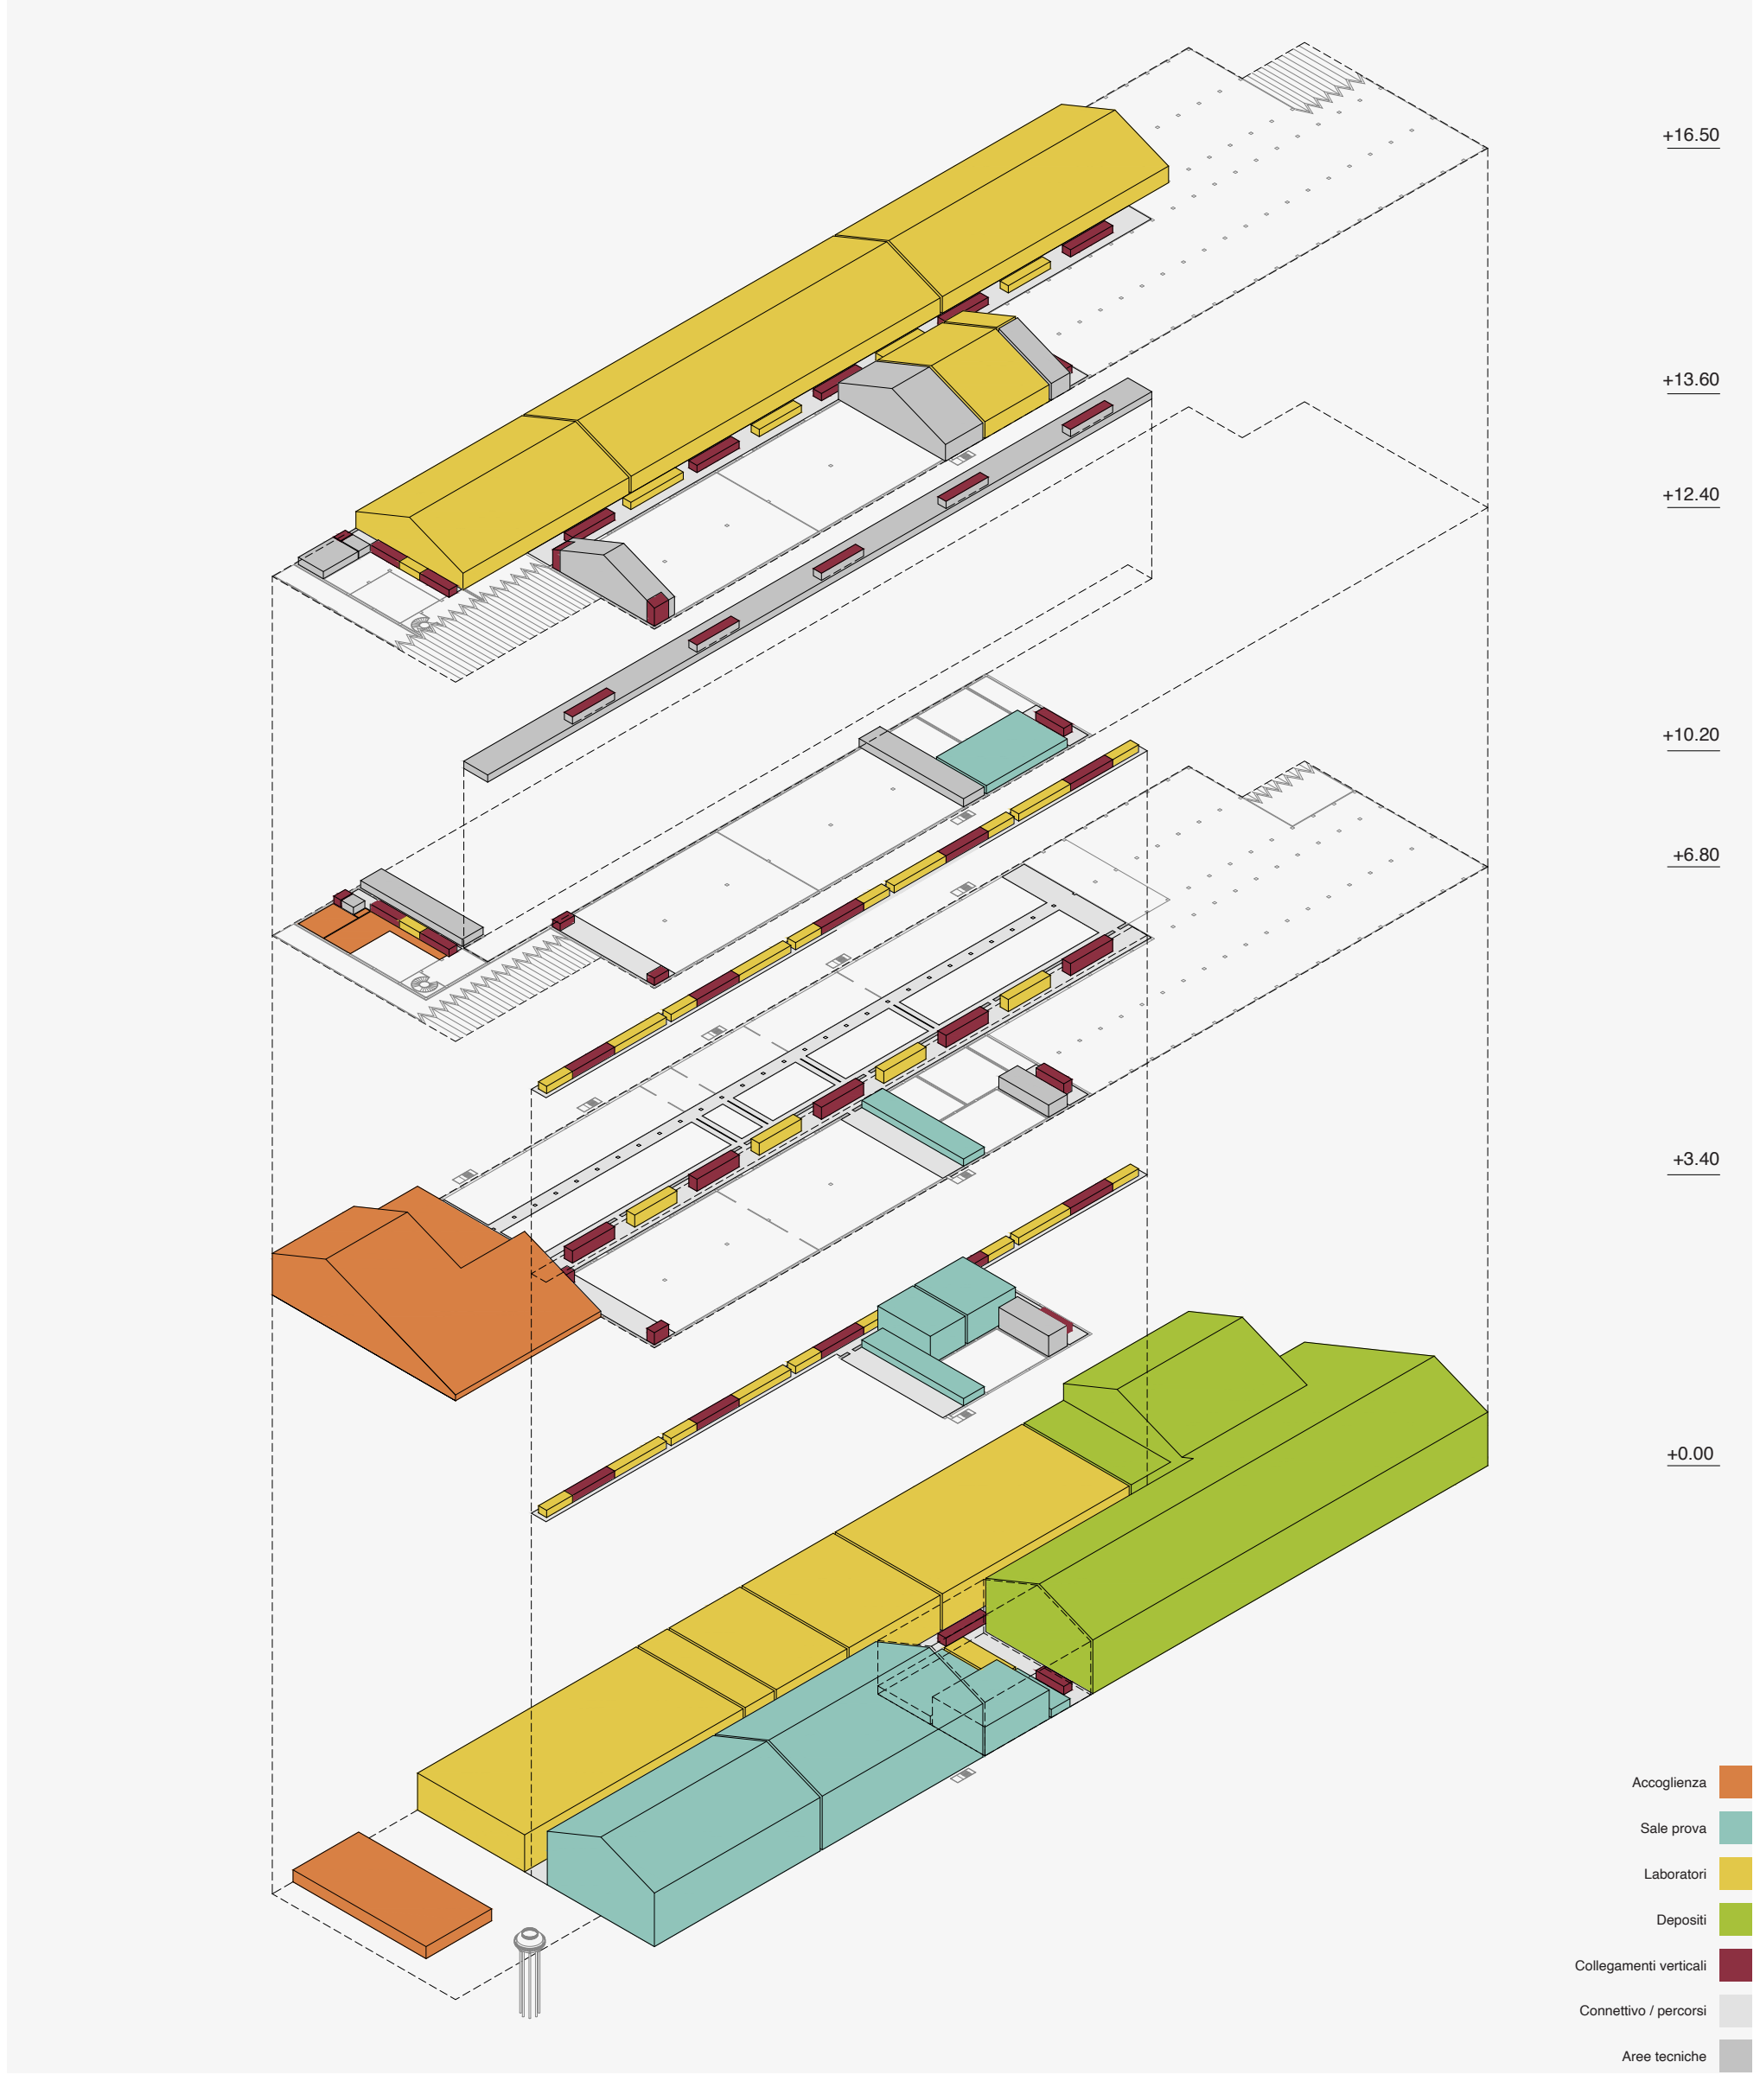 +16.50
+13.60
+12.40
+10.20
+6.80
+3.40
+0.00
Accoglienza
Sale prova
Laboratori
Depositi
Collegamenti verticali
Connettivo / percorsi
Aree tecniche